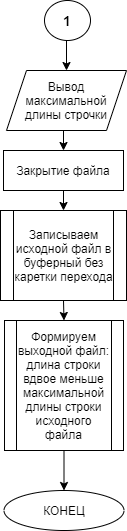 1
Вывод
максимальной
длины строчки
Закрытие файла
Записываем
исходной файл в
буферный без
каретки перехода
Формируем
выходной файл:
длина строки
вдвое меньше
максимальной
длины строки
исходного
файла
КОНЕЦ